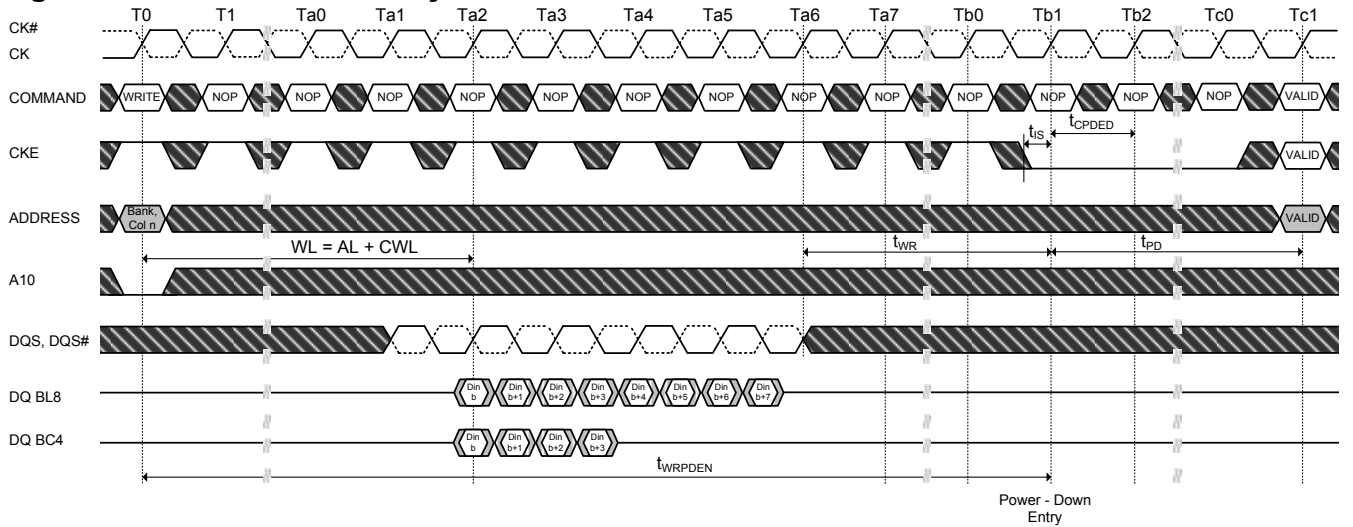 T0 T1 Ta0 Ta1 Ta2 Ta3 Ta4 Ta5 Ta6 Ta7 Tb0 Tb1 Tb2 Tc0 Tc1
CK#
CK
COMMAND WRITE NOP NOP NOP NOP NOP NOP NOP NOP NOP NOP NOP NOP NOP VALID
tIS tCPDED
CKE VALID
ADDRESS Bank, Col n VALID
WL = AL + CWL tWR tPD
A10
DQS, DQS#
DQ BL8 Din b Din b+1 Din b+2 Din b+3 Din b+4 Din b+5 Din b+6 Din b+7
DQ BC4 Din b Din b+1 Din b+2 Din b+3
tWRPDEN
Power - Down
Entry